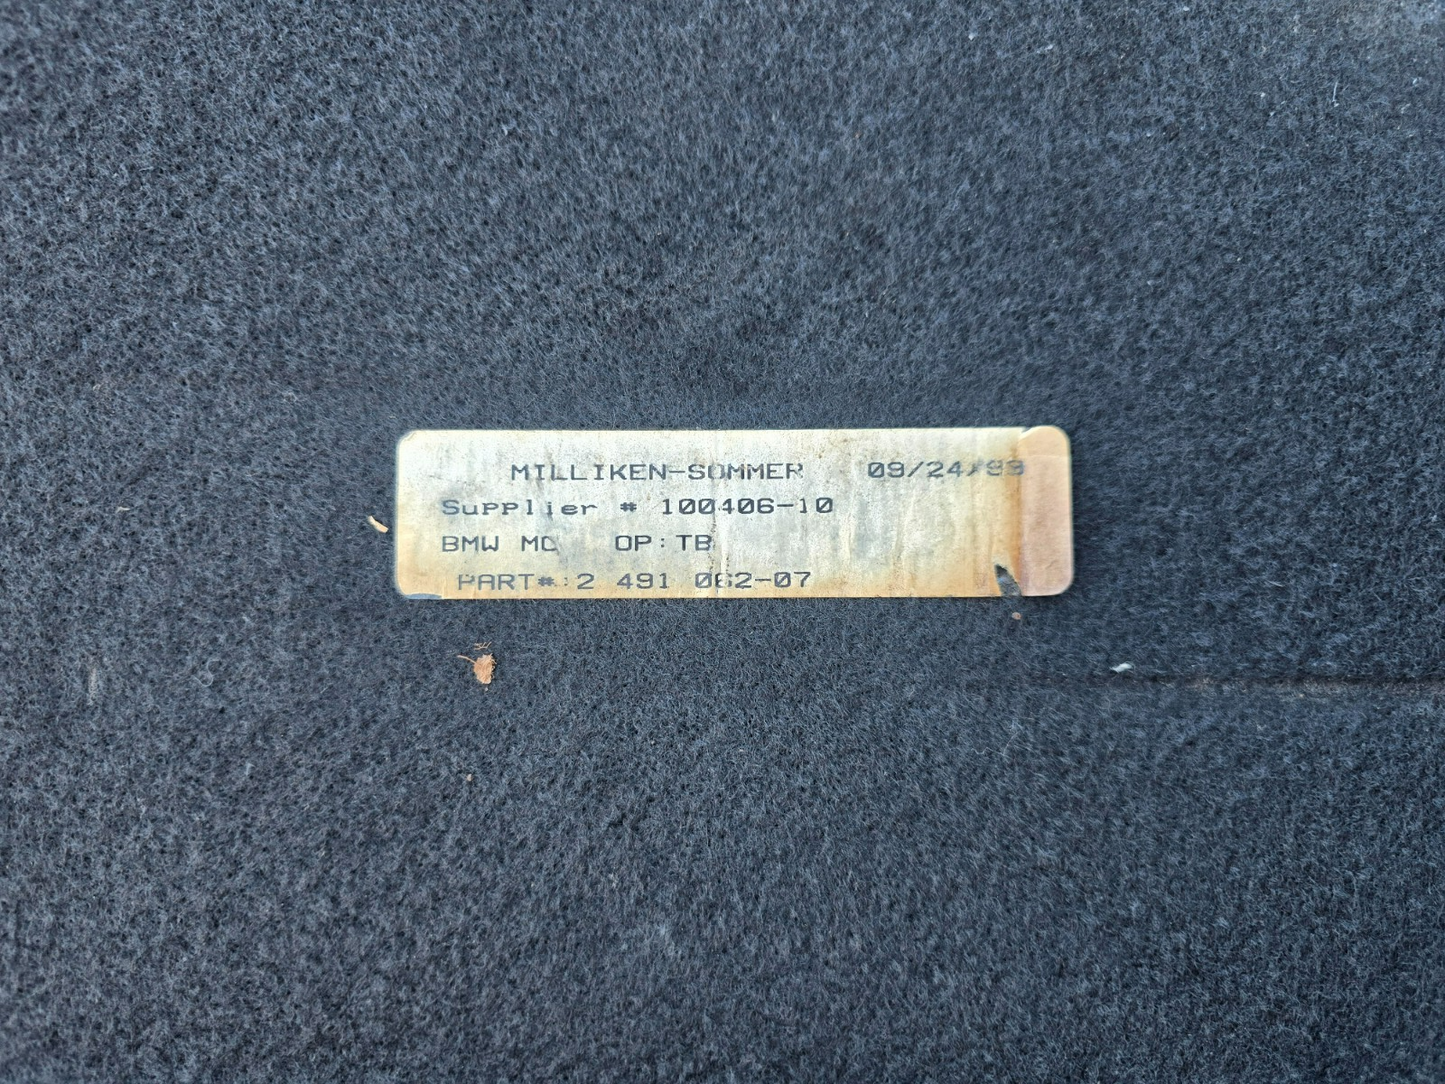 MILLIKEN-SOMMER 09/24/99
Supplier # 100406-10
BMW MC OP:TB
PART#:2 491 062-07